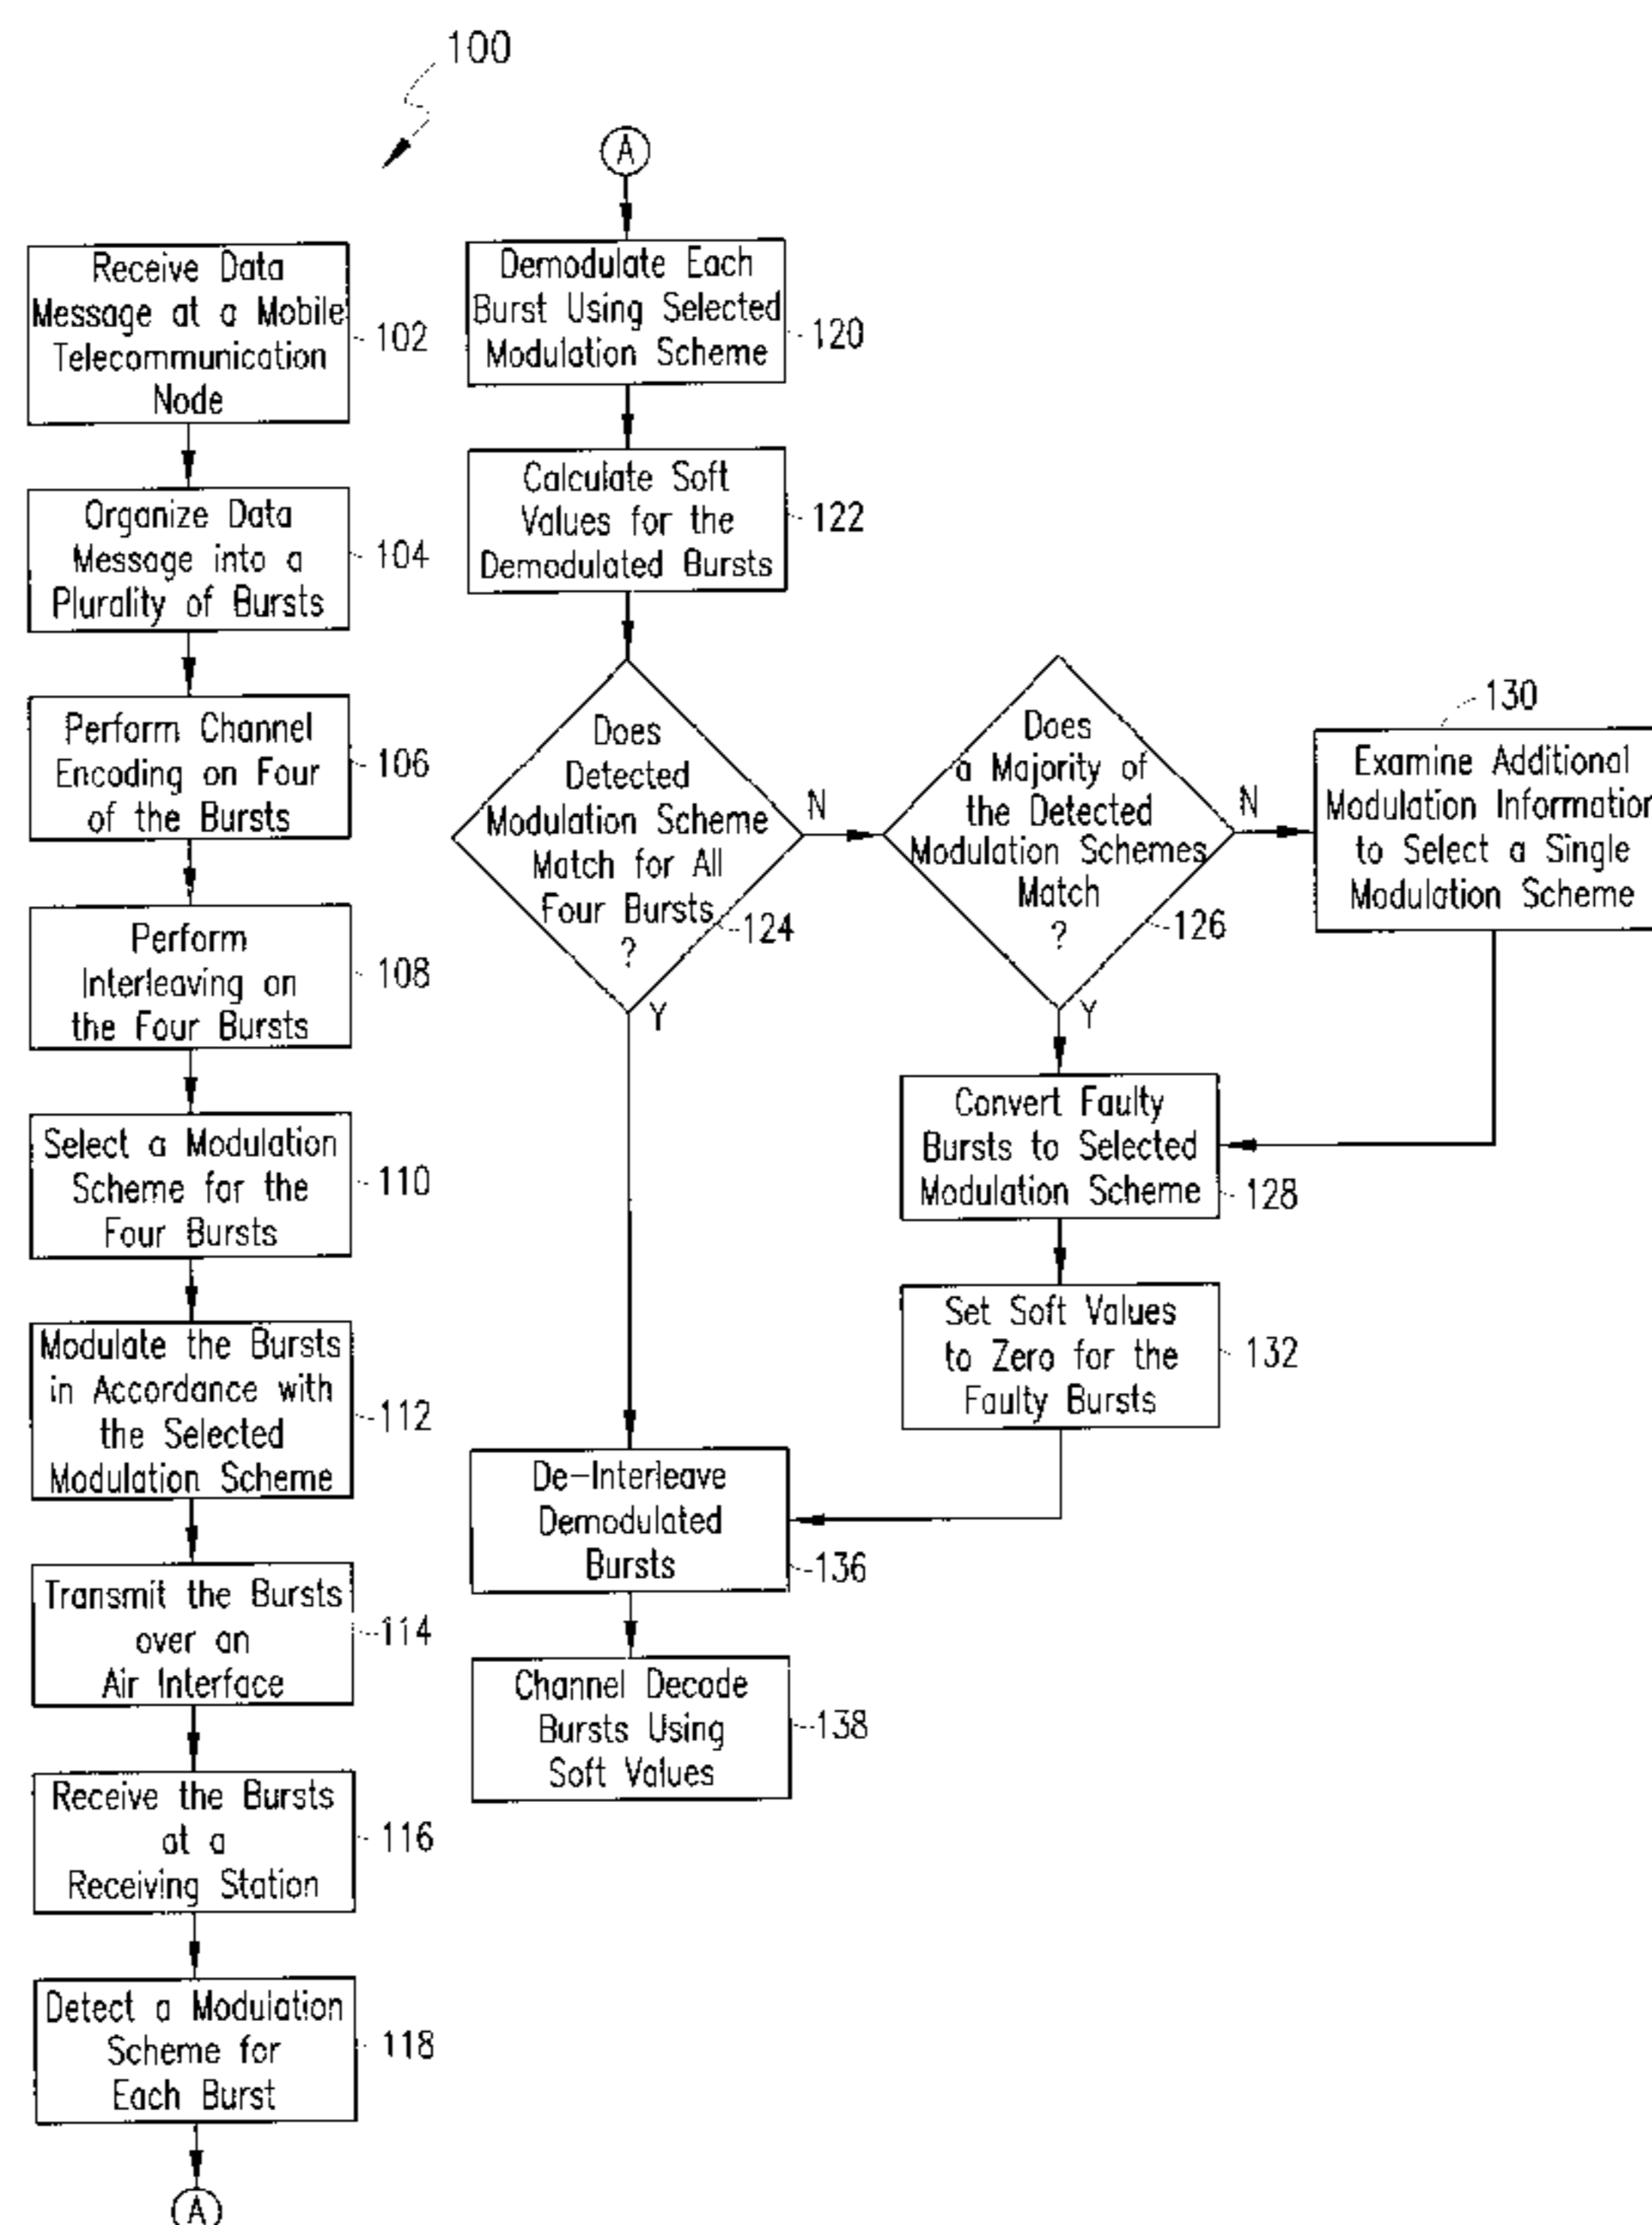 100
Receive Data
Message at a Mobile
Telecommunication
Node
102
Organize Data
Message into a
Plurality of Bursts
104
Perform Channel
Encoding on Four
of the Bursts
106
Perform
Interleaving on
the Four Bursts
108
Select a Modulation
Scheme for the
Four Bursts
110
Modulate the Bursts
in Accordance with
the Selected
Modulation Scheme
112
Transmit the Bursts
over an
Air Interface
114
Receive the Bursts
at a
Receiving Station
116
Detect a Modulation
Scheme for
Each Burst
118
A
A
Demodulate Each
Burst Using Selected
Modulation Scheme
120
Calculate Soft
Values for the
Demodulated Bursts
122
Does
Detected
Modulation Scheme
Match for All
Four Bursts
?
124
N
Y
Does
a Majority of
the Detected
Modulation Schemes
Match
?
126
N
Y
130
Examine Additional
Modulation Information
to Select a Single
Modulation Scheme
Convert Faulty
Bursts to Selected
Modulation Scheme
128
Set Soft Values
to Zero for the
Faulty Bursts
132
De-Interleave
Demodulated
Bursts
136
Channel Decode
Bursts Using
Soft Values
138